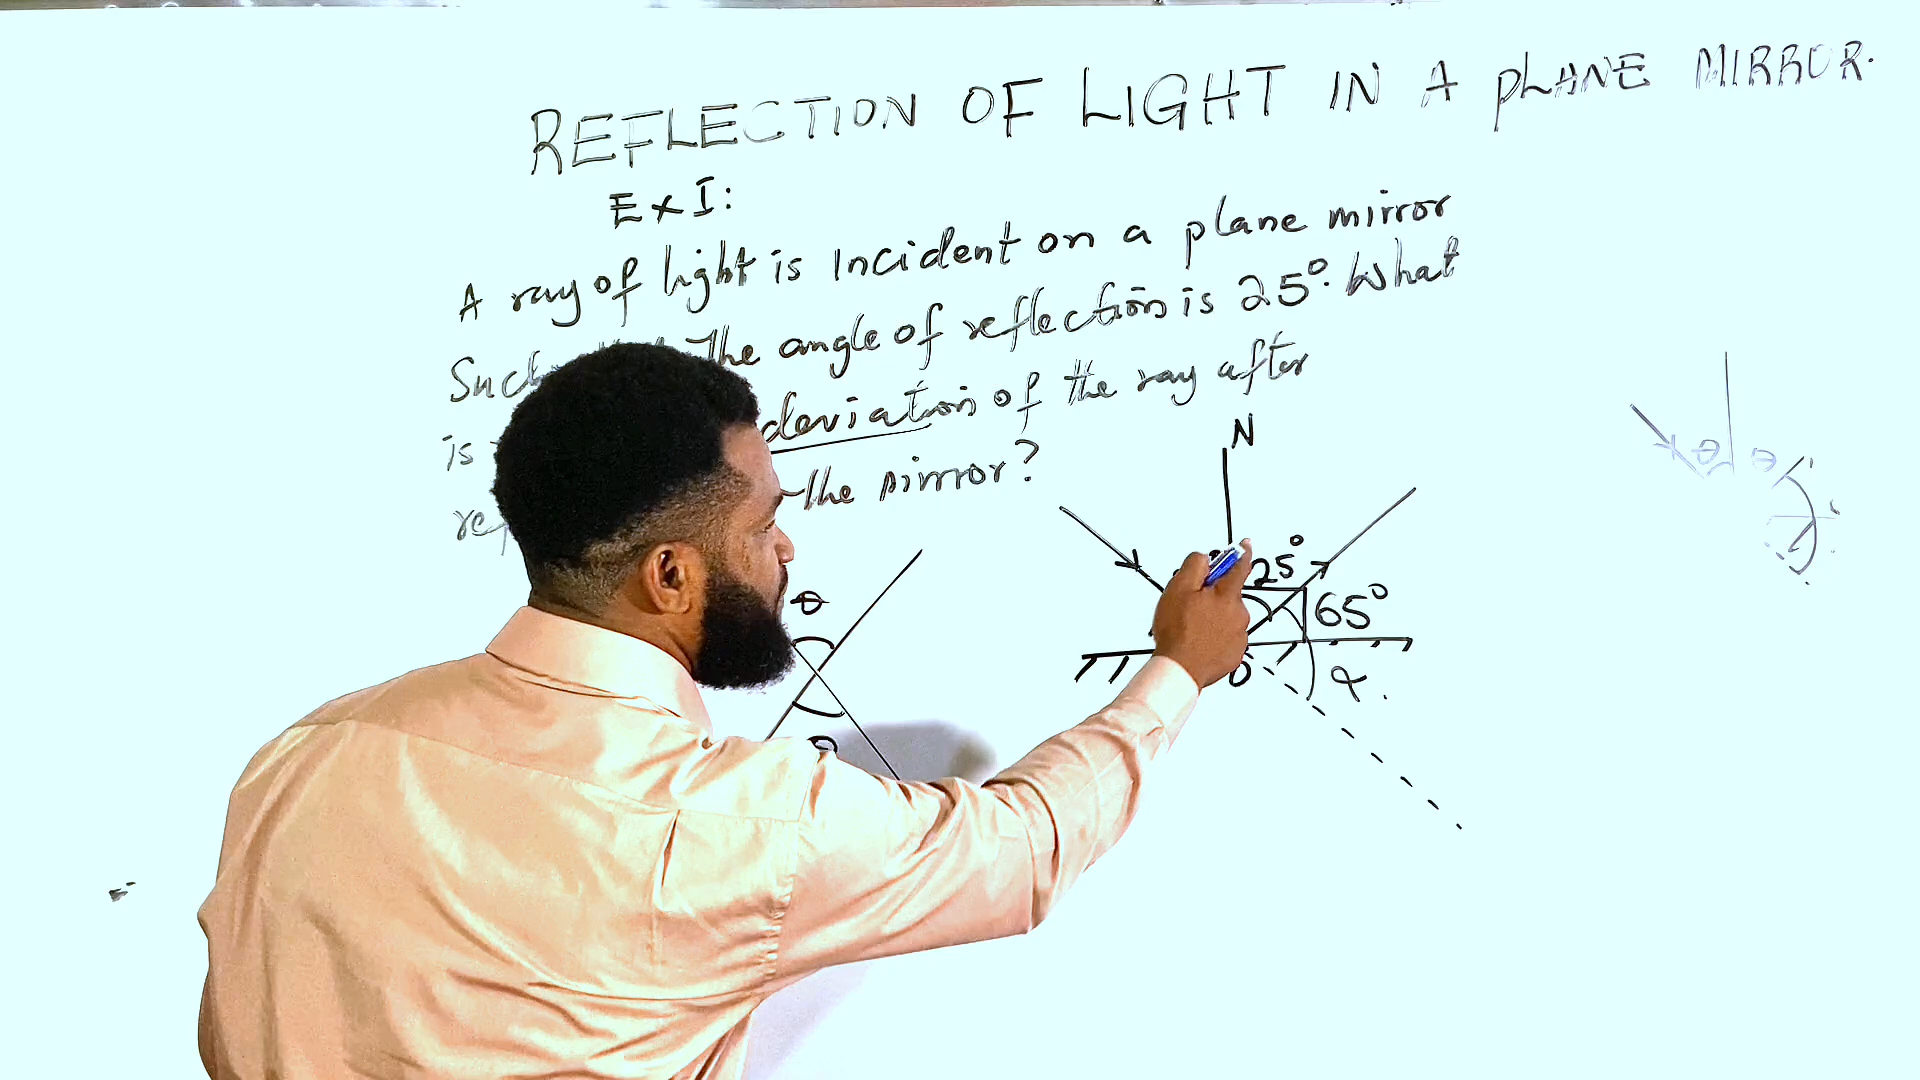 REFLECTION OF LIGHT IN A PLANE MIRROR.
Ex I:
A ray of light is Incident on a plane mirror
Such the angle of reflection is 25°. What
is deviation of the ray after
the mirror?
N
25°
65°
θ
θ
α.
θ
θ